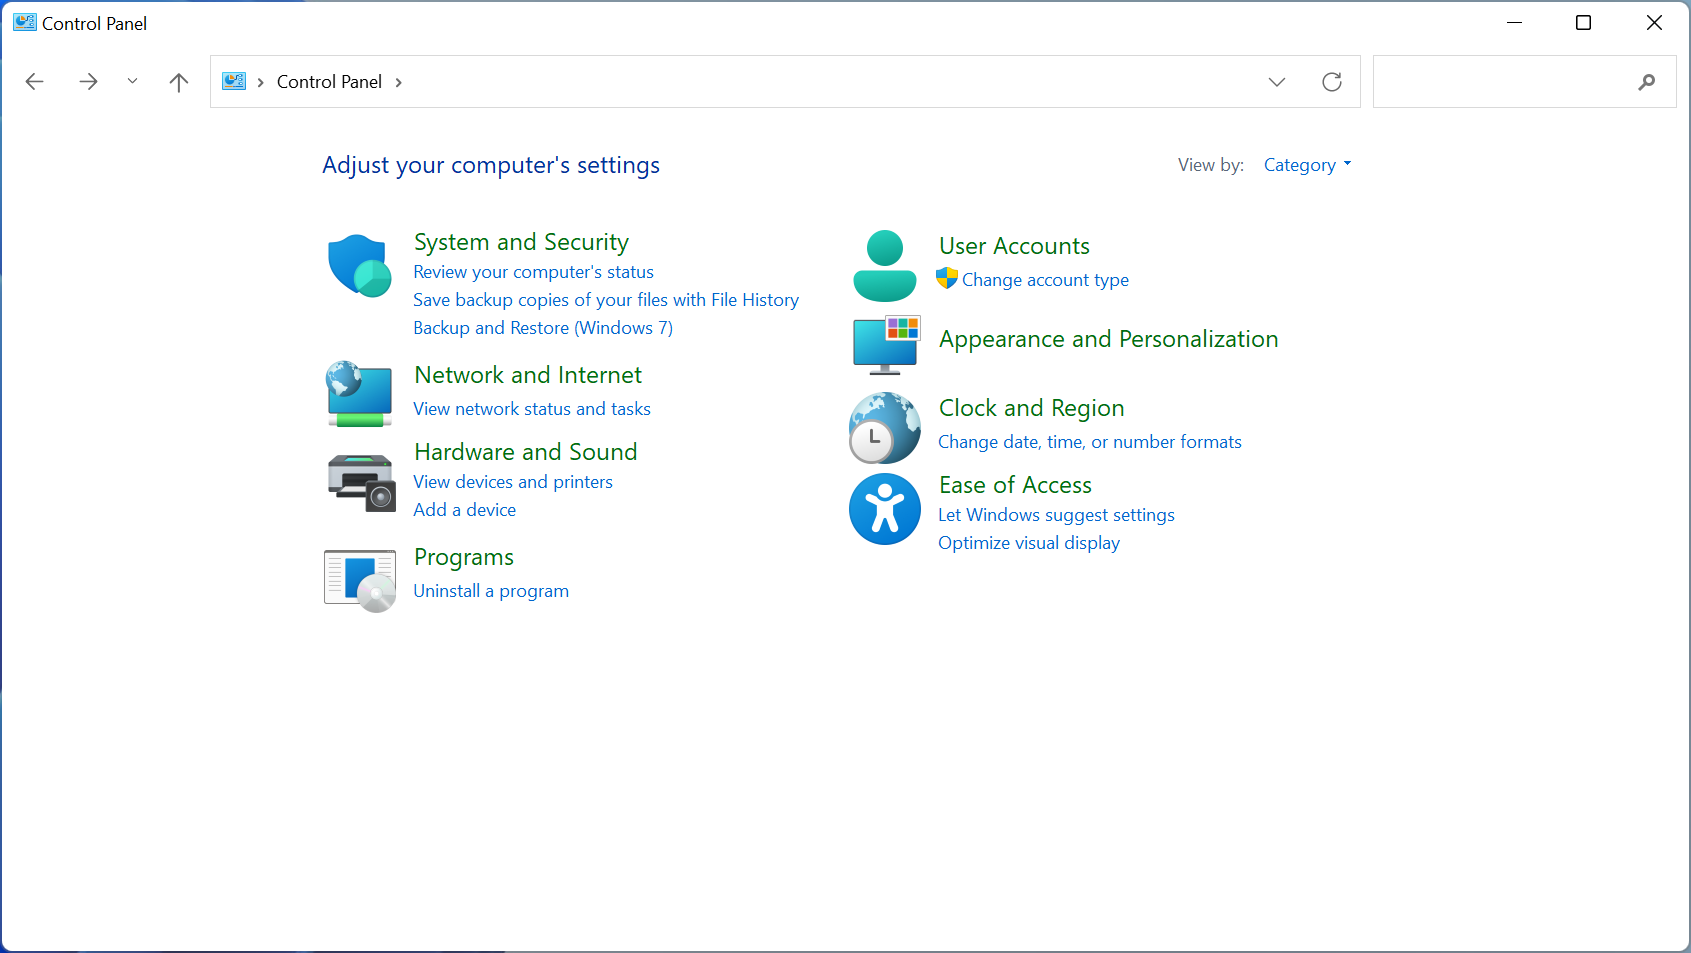 Control Panel
Control Panel
Adjust your computer's settings
View by: Category
System and Security
Review your computer's status
Save backup copies of your files with File History
Backup and Restore (Windows 7)
Network and Internet
View network status and tasks
Hardware and Sound
View devices and printers
Add a device
Programs
Uninstall a program
User Accounts
Change account type
Appearance and Personalization
Clock and Region
Change date, time, or number formats
Ease of Access
Let Windows suggest settings
Optimize visual display